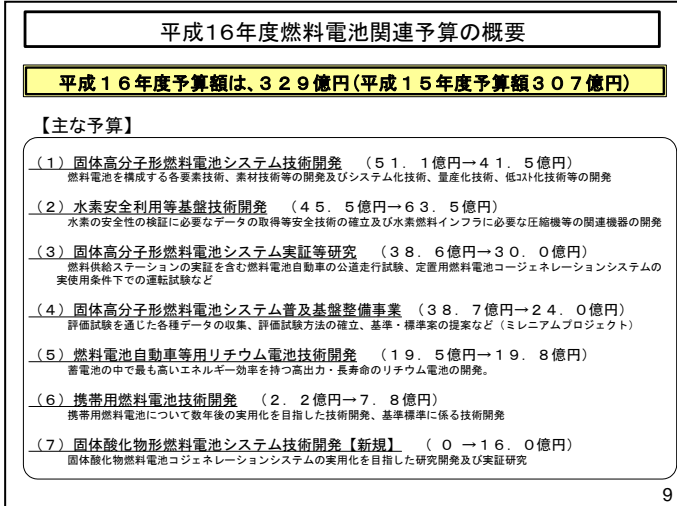 平成16年度燃料電池関連予算の概要
平成１６年度予算額は、３２９億円（平成１５年度予算額３０７億円）
【主な予算】
（１）固体高分子形燃料電池システム技術開発　（５１．１億円→４１．５億円）
燃料電池を構成する各要素技術、素材技術等の開発及びシステム化技術、量産化技術、低ｺｽﾄ化技術等の開発
（２）水素安全利用等基盤技術開発　（４５．５億円→６３．５億円）
水素の安全性の検証に必要なデータの取得等安全技術の確立及び水素燃料インフラに必要な圧縮機等の関連機器の開発
（３）固体高分子形燃料電池システム実証等研究　（３８．６億円→３０．０億円）
燃料供給ステーションの実証を含む燃料電池自動車の公道走行試験、定置用燃料電池コージェネレーションシステムの
実使用条件下での運転試験など
（４）固体高分子形燃料電池システム普及基盤整備事業　（３８．７億円→２４．０億円）
評価試験を通じた各種データの収集、評価試験方法の確立、基準・標準案の提案など（ミレニアムプロジェクト）
（５）燃料電池自動車等用リチウム電池技術開発　（１９．５億円→１９．８億円）
蓄電池の中で最も高いエネルギー効率を持つ高出力・長寿命のリチウム電池の開発。
（６）携帯用燃料電池技術開発　（２．２億円→７．８億円）
携帯用燃料電池について数年後の実用化を目指した技術開発、基準標準に係る技術開発
（７）固体酸化物形燃料電池システム技術開発【新規】　（ ０ →１６．０億円）
固体酸化物燃料電池コジェネレーションシステムの実用化を目指した研究開発及び実証研究
9